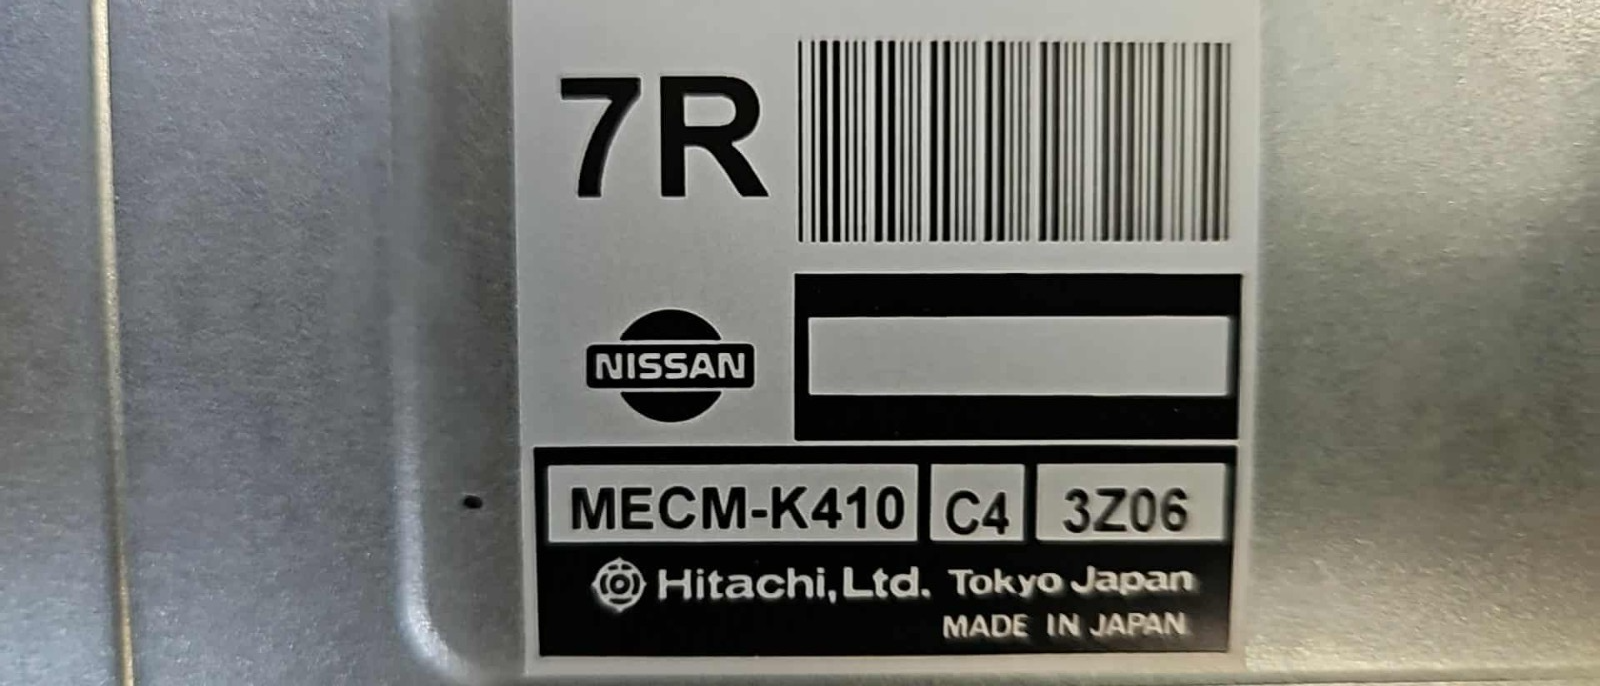 7R
NISSAN
MECM-K410 C4 3Z06
Hitachi,Ltd. Tokyo Japan
MADE IN JAPAN